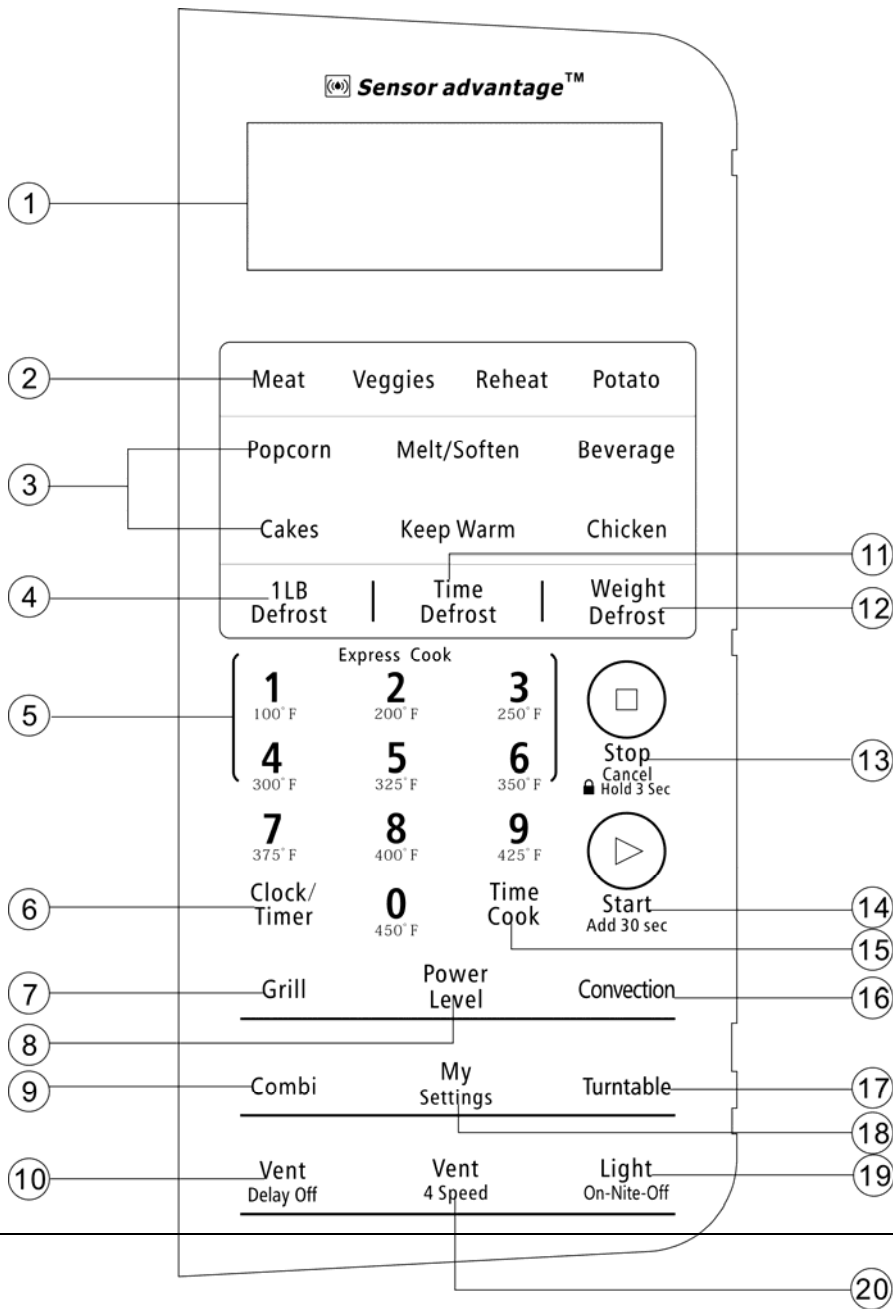 Sensor advantage™
1
2
Meat Veggies Reheat Potato
Popcorn Melt/Soften Beverage
3
Cakes Keep Warm Chicken
11
4
1LB Defrost
Time Defrost
Weight Defrost
12
Express Cook
5
1 2 3
100°F 200°F 250°F
4 5 6
300°F 325°F 350°F
Stop
Cancel
Hold 3 Sec
13
7 8 9
375°F 400°F 425°F
6
Clock/
Timer
0
450°F
Time
Cook
Start
Add 30 sec
14
15
7
Grill
Power
Level
Convection
16
8
9
Combi
My
Settings
Turntable
17
18
10
Vent
Delay Off
Vent
4 Speed
Light
On-Nite-Off
19
20